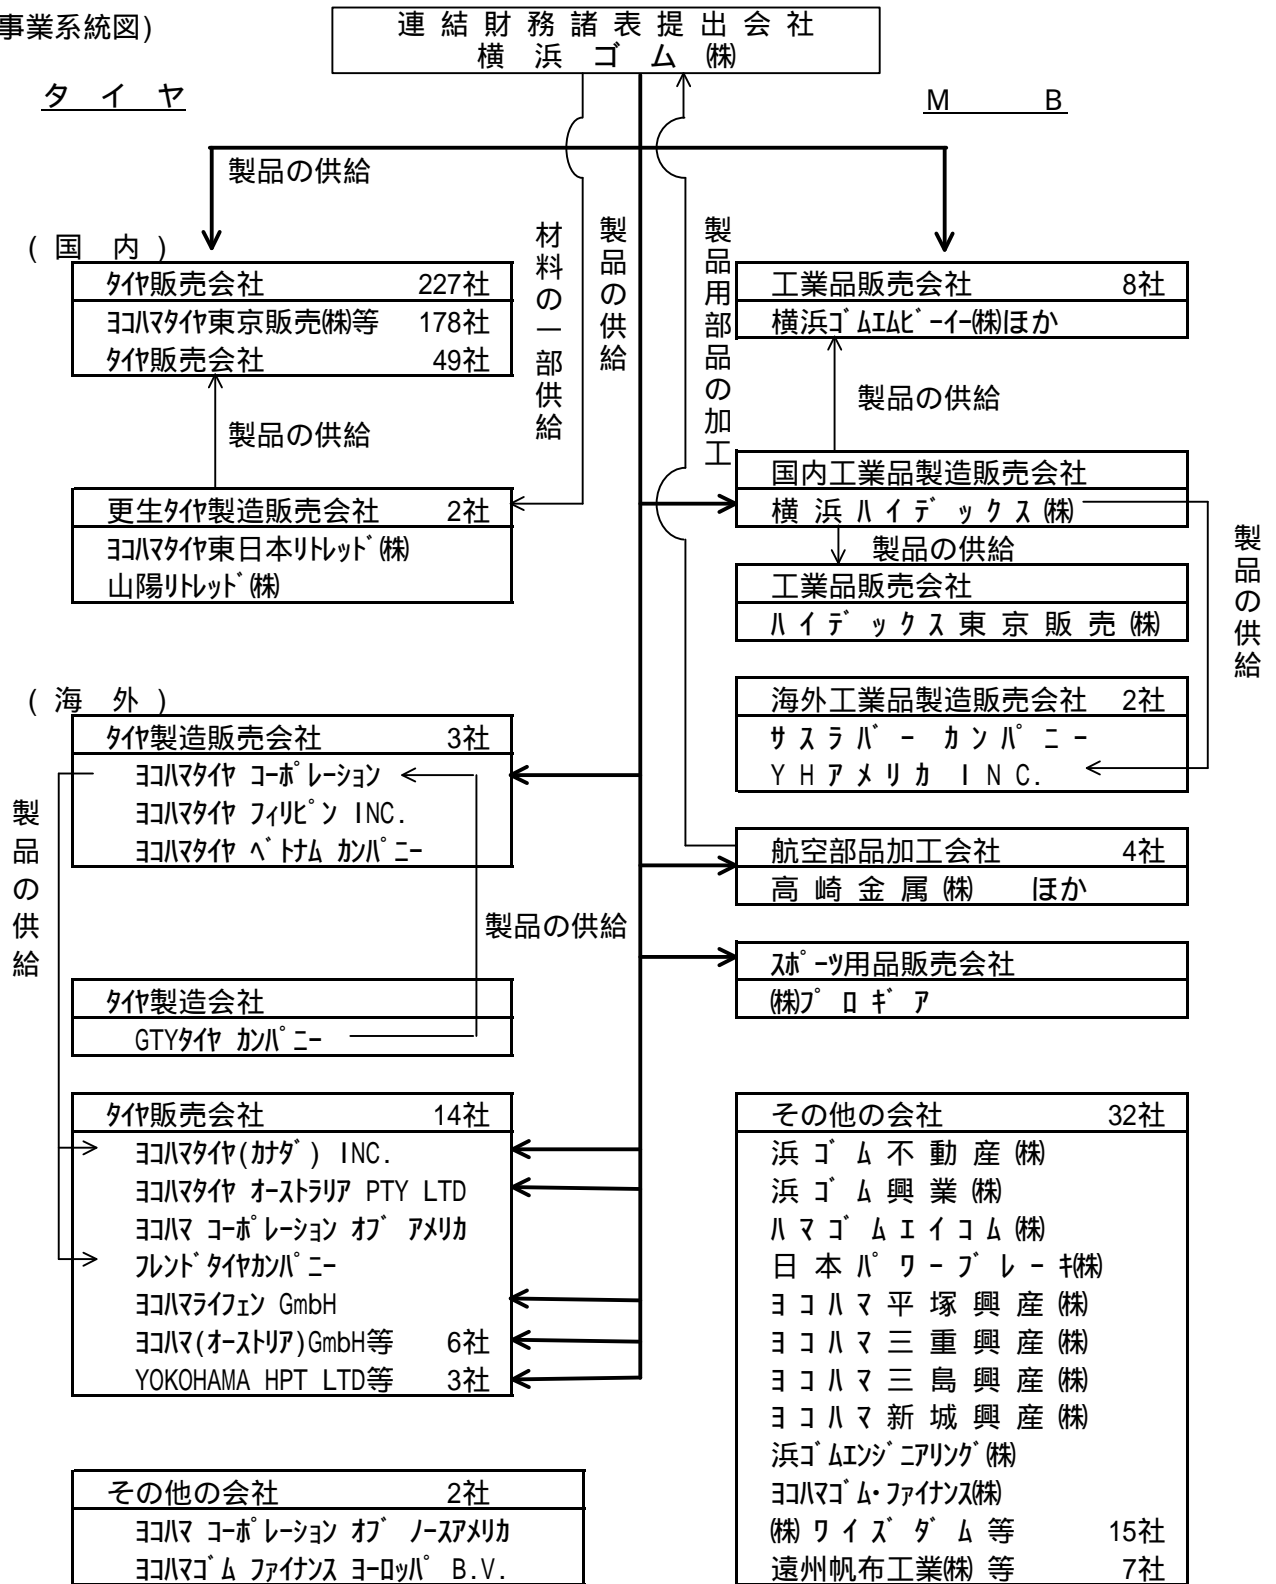 事業系統図)
連 結 財 務 諸 表 提 出 会 社
横 浜 ゴ ム ㈱
タ イ ヤ
M B
製品の供給
材料の一部供給
製品の供給
製品用部品の加工
( 国 内 )
ﾀｲﾔ販売会社 227社
ﾖｺﾊﾏﾀｲﾔ東京販売㈱等 178社
ﾀｲﾔ販売会社 49社
製品の供給
更生ﾀｲﾔ製造販売会社 2社
ﾖｺﾊﾏﾀｲﾔ東日本ﾘﾄﾚｯﾄﾞ㈱
山陽ﾘﾄﾚｯﾄﾞ㈱
工業品販売会社 8社
横浜ｺﾞﾑｴﾑﾋﾞｰｲｰ㈱ほか
製品の供給
国内工業品製造販売会社
横 浜 ハ イ デ ッ ク ス ㈱
製品の供給
工業品販売会社
ハ イ デ ッ ク ス 東 京 販 売 ㈱
製品の供給
海外工業品製造販売会社 2社
サ ス ラ バ ー カ ン パ ニ ー
Y H ア メ リ カ I N C.
航空部品加工会社 4社
高 崎 金 属 ㈱ ほか
ｽﾎﾟｰﾂ用品販売会社
㈱プ ロ ギ ア
( 海 外 )
ﾀｲﾔ製造販売会社 3社
ﾖｺﾊﾏﾀｲﾔ ｺｰﾎﾟﾚｰｼｮﾝ
ﾖｺﾊﾏﾀｲﾔ ﾌｨﾘﾋﾟﾝ INC.
ﾖｺﾊﾏﾀｲﾔ ﾍﾞﾄﾅﾑ ｶﾝﾊﾟﾆｰ
製品の供給
製品の供給
ﾀｲﾔ製造会社
GTYﾀｲﾔ ｶﾝﾊﾟﾆｰ
ﾀｲﾔ販売会社 14社
ﾖｺﾊﾏﾀｲﾔ(ｶﾅﾀﾞ) INC.
ﾖｺﾊﾏﾀｲﾔ ｵｰｽﾄﾗﾘｱ PTY LTD
ﾖｺﾊﾏ ｺｰﾎﾟﾚｰｼｮﾝ ｵﾌﾞ ｱﾒﾘｶ
ﾌﾚﾝﾄﾞﾀｲﾔｶﾝﾊﾟﾆｰ
ﾖｺﾊﾏﾗｲﾌｪﾝ GmbH
ﾖｺﾊﾏ(ｵｰｽﾄﾘｱ)GmbH等 6社
YOKOHAMA HPT LTD等 3社
その他の会社 2社
ﾖｺﾊﾏ ｺｰﾎﾟﾚｰｼｮﾝ ｵﾌﾞ ﾉｰｽｱﾒﾘｶ
ﾖｺﾊﾏｺﾞﾑ ﾌｧｲﾅﾝｽ ﾖｰﾛｯﾊﾟ B.V.
その他の会社 32社
浜 ゴ ム 不 動 産 ㈱
浜 ゴ ム 興 業 ㈱
ハ マ ゴ ム エ イ コ ム ㈱
日 本 パ ワ ー ブ レ ー キ㈱
ヨ コ ハ マ 平 塚 興 産 ㈱
ヨ コ ハ マ 三 重 興 産 ㈱
ヨ コ ハ マ 三 島 興 産 ㈱
ヨ コ ハ マ 新 城 興 産 ㈱
浜ｺﾞﾑｴﾝｼﾞﾆｱﾘﾝｸﾞ㈱
ﾖｺﾊﾏｺﾞﾑ･ﾌｧｲﾅﾝｽ㈱
㈱ ワ イ ズ ダ ム 等 15社
遠州帆布工業㈱ 等 7社